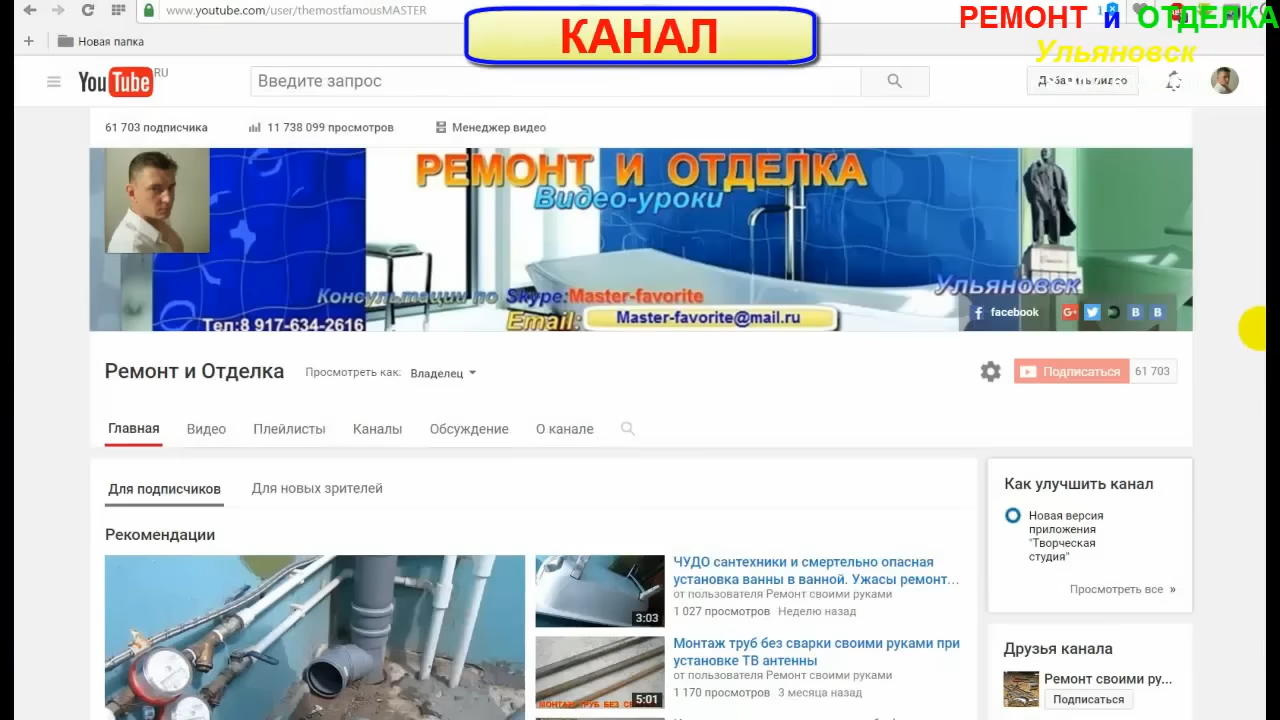 www.youtube.com/user/themostfamousMASTER
КАНАЛ
РЕМОНТ и ОТДЕЛКА
Ульяновск
Новая папка
YouTube RU
Введите запрос
Добавить видео
61 703 подписчика
11 738 099 просмотров
Менеджер видео
РЕМОНТ И ОТДЕЛКА
Видео-уроки
Ульяновск
Консультации по Skype:Master-favorite
facebook
Тел:8 917-634-2616
Email: Master-favorite@mail.ru
Ремонт и Отделка
Просмотреть как: Владелец
Подписаться 61 703
Главная
Видео
Плейлисты
Каналы
Обсуждение
О канале
Для подписчиков
Для новых зрителей
Рекомендации
ЧУДО сантехники и смертельно опасная
установка ванны в ванной. Ужасы ремонт...
от пользователя Ремонт своими руками
1 027 просмотров Неделю назад
3:03
Монтаж труб без сварки своими руками при
установке ТВ антенны
от пользователя Ремонт своими руками
1 170 просмотров 3 месяца назад
5:01
Как улучшить канал
Новая версия
приложения
"Творческая
студия"
Просмотреть все »
Друзья канала
Ремонт своими ру...
Подписаться